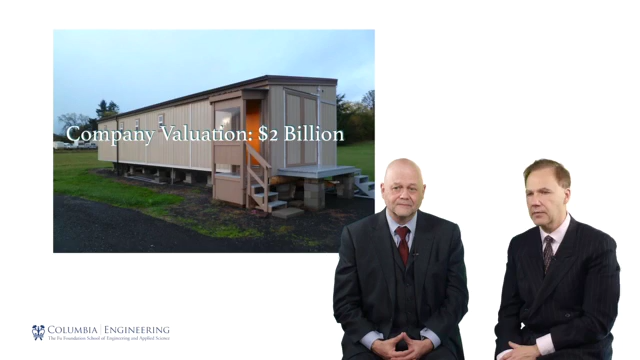 Company Valuation: $2 Billion
COLUMBIA | ENGINEERING
The Fu Foundation School of Engineering and Applied Science